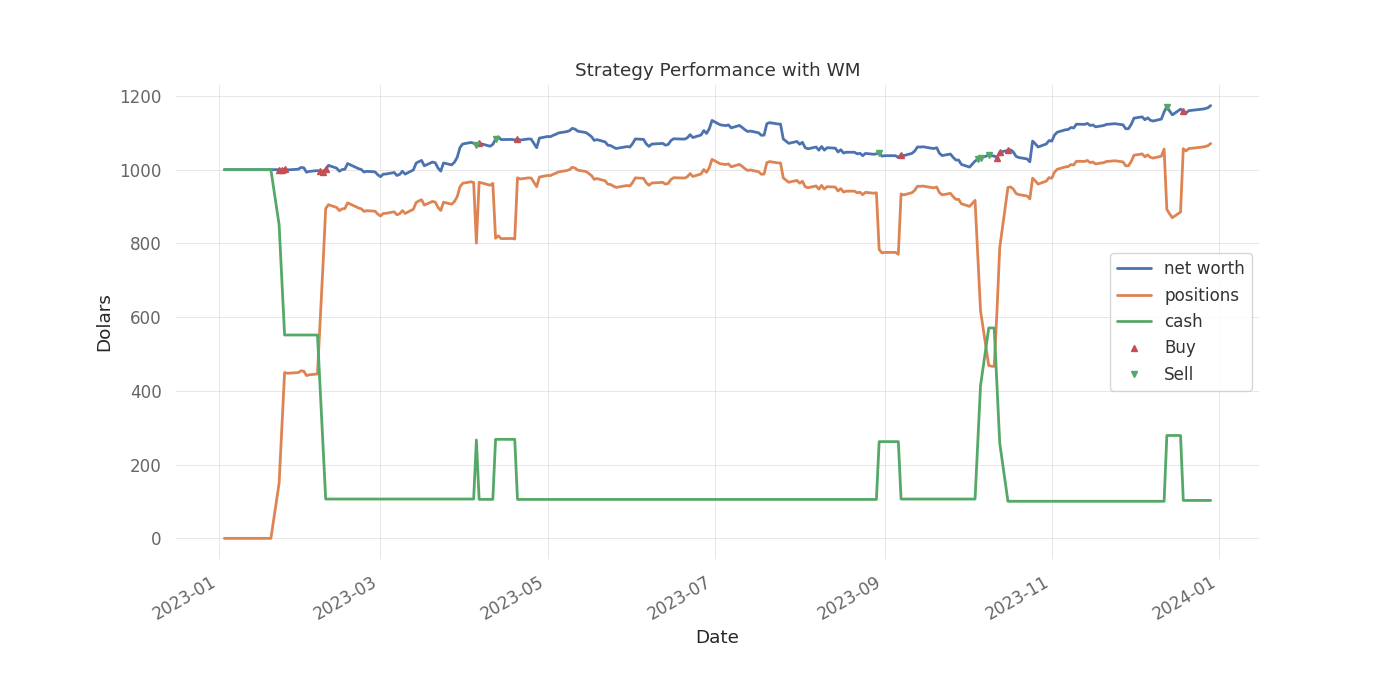 Strategy Performance with WM
1200
1000
800
600
400
200
0
Dolars
net worth
positions
cash
Buy
Sell
2023-01
2023-03
2023-05
2023-07
2023-09
2023-11
2024-01
Date